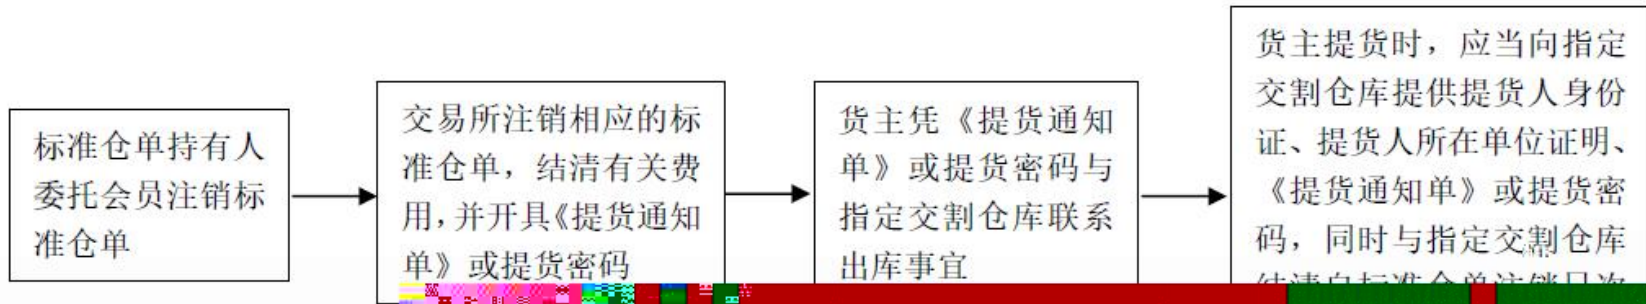 标准仓单持有人
委托会员注销标
准仓单
交易所注销相应的标
准仓单，结清有关费
用，并开具《提货通知
单》或提货密码
货主凭《提货通知
单》或提货密码与
指定交割仓库联系
出库事宜
货主提货时，应当向指定
交割仓库提供提货人身份
证、提货人所在单位证明、
《提货通知单》或提货密
码，同时与指定交割仓库